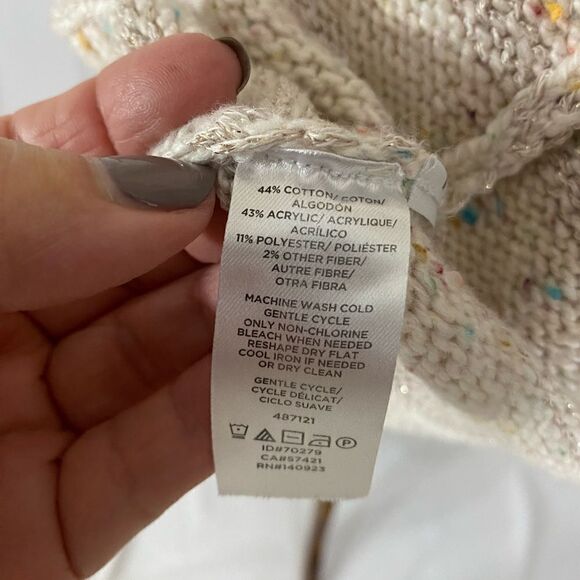 44% COTTON/ COTON/
ALGODÓN
43% ACRYLIC/ ACRYLIQUE/
ACRÍLICO
11% POLYESTER/ POLIÉSTER
2% OTHER FIBER/
AUTRE FIBRE/
OTRA FIBRA
MACHINE WASH COLD
GENTLE CYCLE
ONLY NON-CHLORINE
BLEACH WHEN NEEDED
RESHAPE DRY FLAT
COOL IRON IF NEEDED
OR DRY CLEAN
GENTLE CYCLE/
CYCLE DÉLICAT/
CICLO SUAVE
487121
P
ID#70279
CA#57421
RN#140923